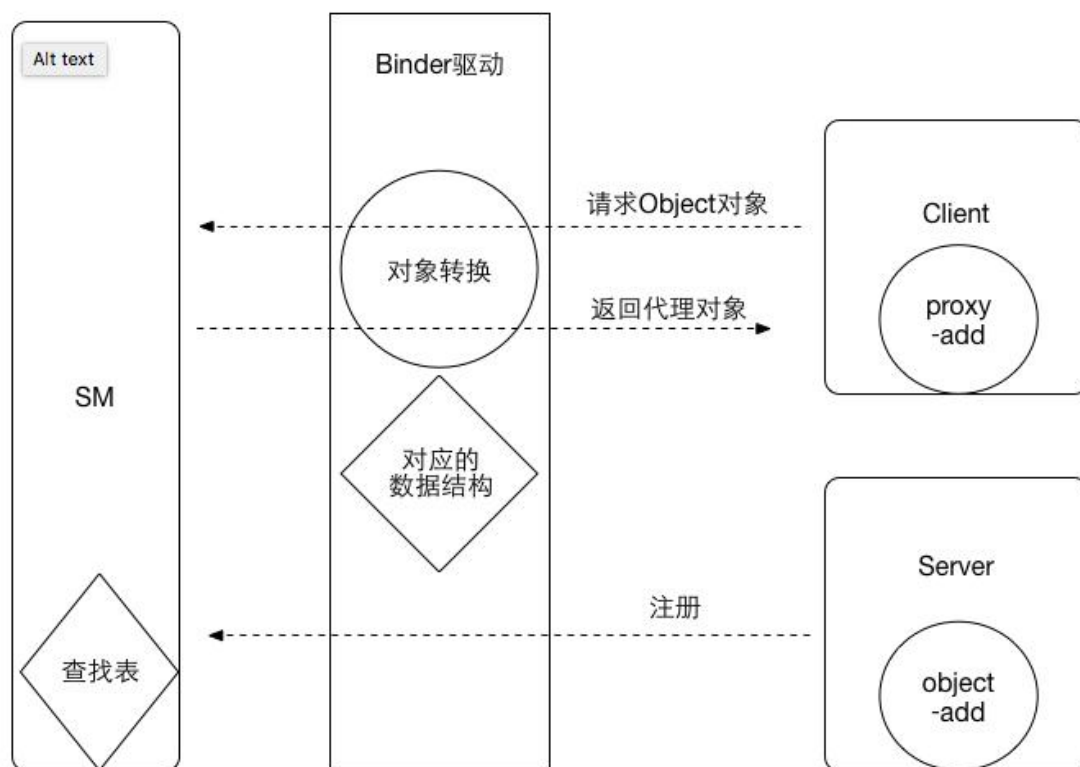 Alt text
Binder驱动
请求Object对象
Client
对象转换
返回代理对象
proxy
-add
SM
对应的
数据结构
Server
注册
查找表
object
-add